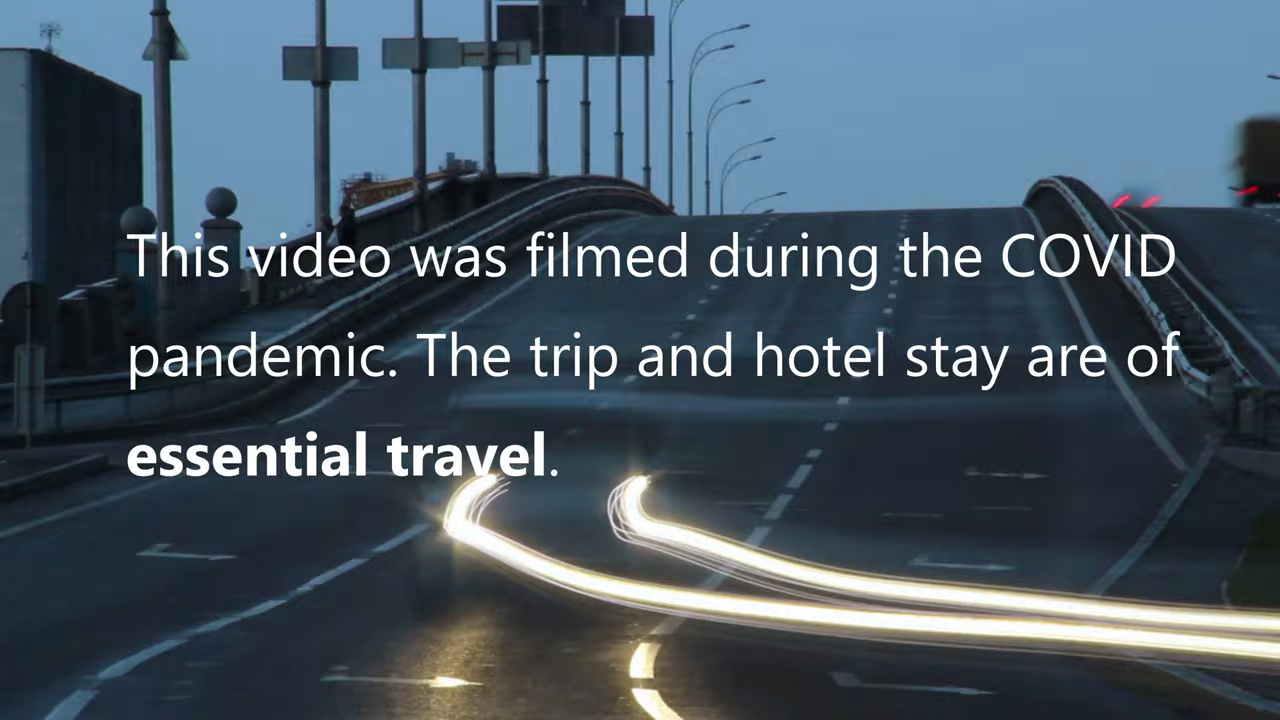 This video was filmed during the COVID
pandemic. The trip and hotel stay are of
essential travel.